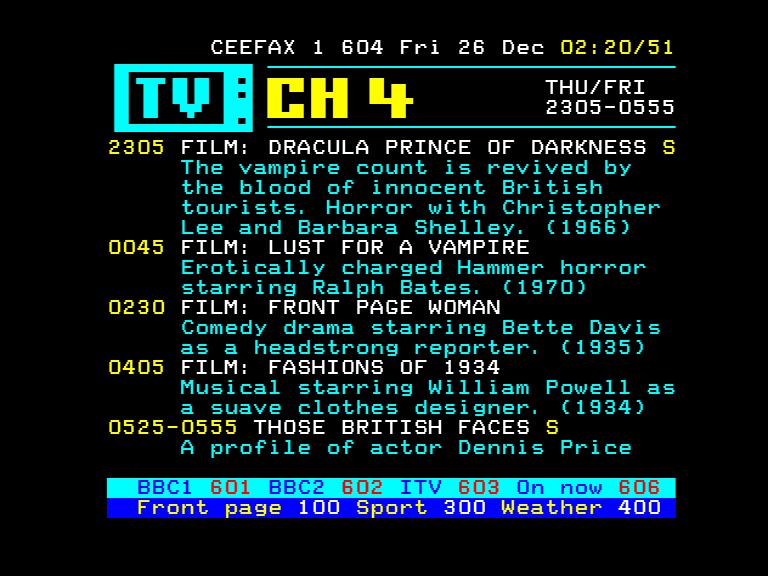 CEEFAX 1 604 Fri 26 Dec 02:20/51
TV: CH 4
THU/FRI
2305-0555
2305 FILM: DRACULA PRINCE OF DARKNESS S
The vampire count is revived by
the blood of innocent British
tourists. Horror with Christopher
Lee and Barbara Shelley. (1966)
0045 FILM: LUST FOR A VAMPIRE
Erotically charged Hammer horror
starring Ralph Bates. (1970)
0230 FILM: FRONT PAGE WOMAN
Comedy drama starring Bette Davis
as a headstrong reporter. (1935)
0405 FILM: FASHIONS OF 1934
Musical starring William Powell as
a suave clothes designer. (1934)
0525-0555 THOSE BRITISH FACES S
A profile of actor Dennis Price
BBC1 601 BBC2 602 ITV 603 On now 606
Front page 100 Sport 300 Weather 400